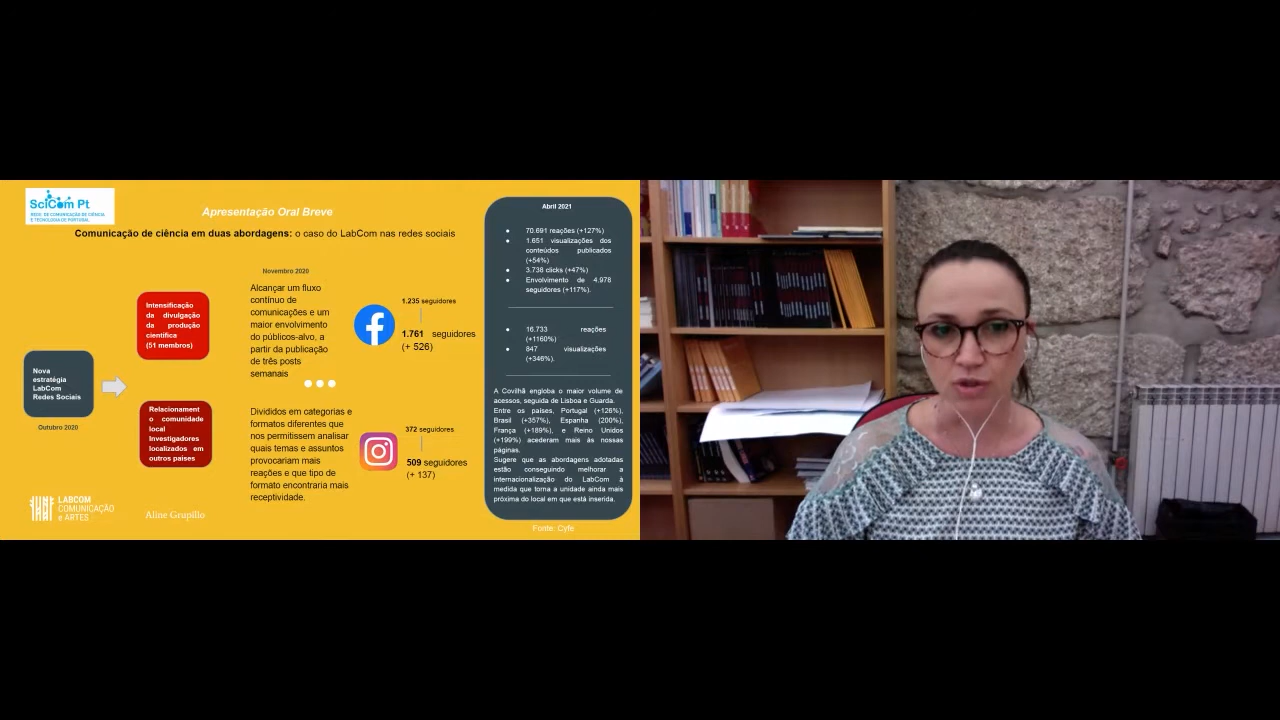 SciCom Pt
REDE DE COMUNICAÇÃO DE CIÊNCIA
E TECNOLOGIA DE PORTUGAL
Apresentação Oral Breve
Comunicação de ciência em duas abordagens: o caso do LabCom nas redes sociais
Nova
estratégia
LabCom
Redes Sociais
Outubro 2020
Intensificação
da divulgação
da produção
científica
(51 membros)
Relacionament
o comunidade
local
Investigadores
localizados em
outros países
Novembro 2020
Alcançar um fluxo
contínuo de
comunicações e um
maior envolvimento
do públicos-alvo, a
partir da publicação
de três posts
semanais
Divididos em categorias e
formatos diferentes que
nos permitissem analisar
quais temas e assuntos
provocariam mais
reações e que tipo de
formato encontraria mais
receptividade.
1.235 seguidores
1.761 seguidores
(+ 526)
372 seguidores
509 seguidores
(+ 137)
Abril 2021
● 70.691 reações (+127%)
● 1.651 visualizações dos
conteúdos publicados
(+54%)
● 3.738 clicks (+47%)
● Envolvimento de 4.978
seguidores (+117%).
● 16.733 reações
(+1160%)
● 847 visualizações
(+346%).
A Covilhã engloba o maior volume de
acessos, seguida de Lisboa e Guarda.
Entre os países, Portugal (+126%),
Brasil (+357%), Espanha (200%),
França (+189%), e Reino Unidos
(+199%) acederam mais às nossas
páginas.
Sugere que as abordagens adotadas
estão conseguindo melhorar a
internacionalização do LabCom à
medida que torna a unidade ainda mais
próxima do local em que está inserida.
Fonte: Cyfe
LABCOM
COMUNICAÇÃO
e ARTES
Aline Grupillo